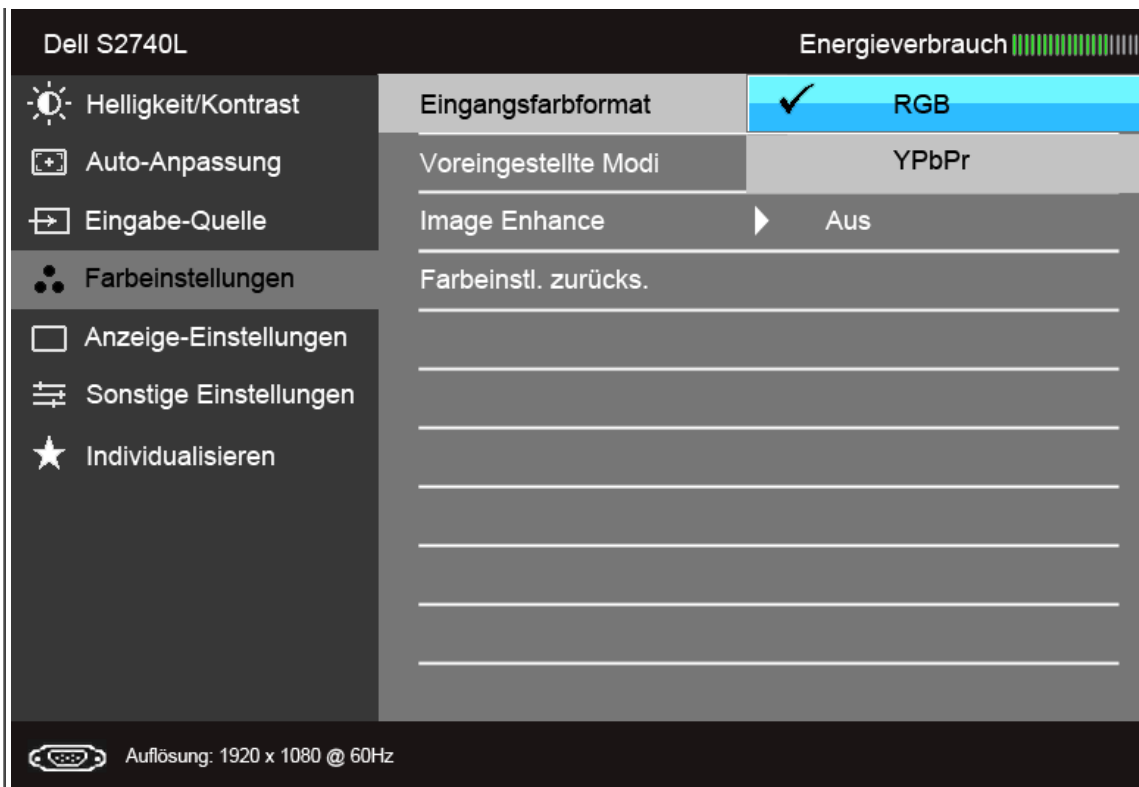 Dell S2740L
Energieverbrauch
Helligkeit/Kontrast
Auto-Anpassung
Eingabe-Quelle
Farbeinstellungen
Anzeige-Einstellungen
Sonstige Einstellungen
Individualisieren
Eingangsfarbformat
RGB
Voreingestellte Modi
YPbPr
Image Enhance
Aus
Farbeinstl. zurücks.
Auflösung: 1920 x 1080 @ 60Hz